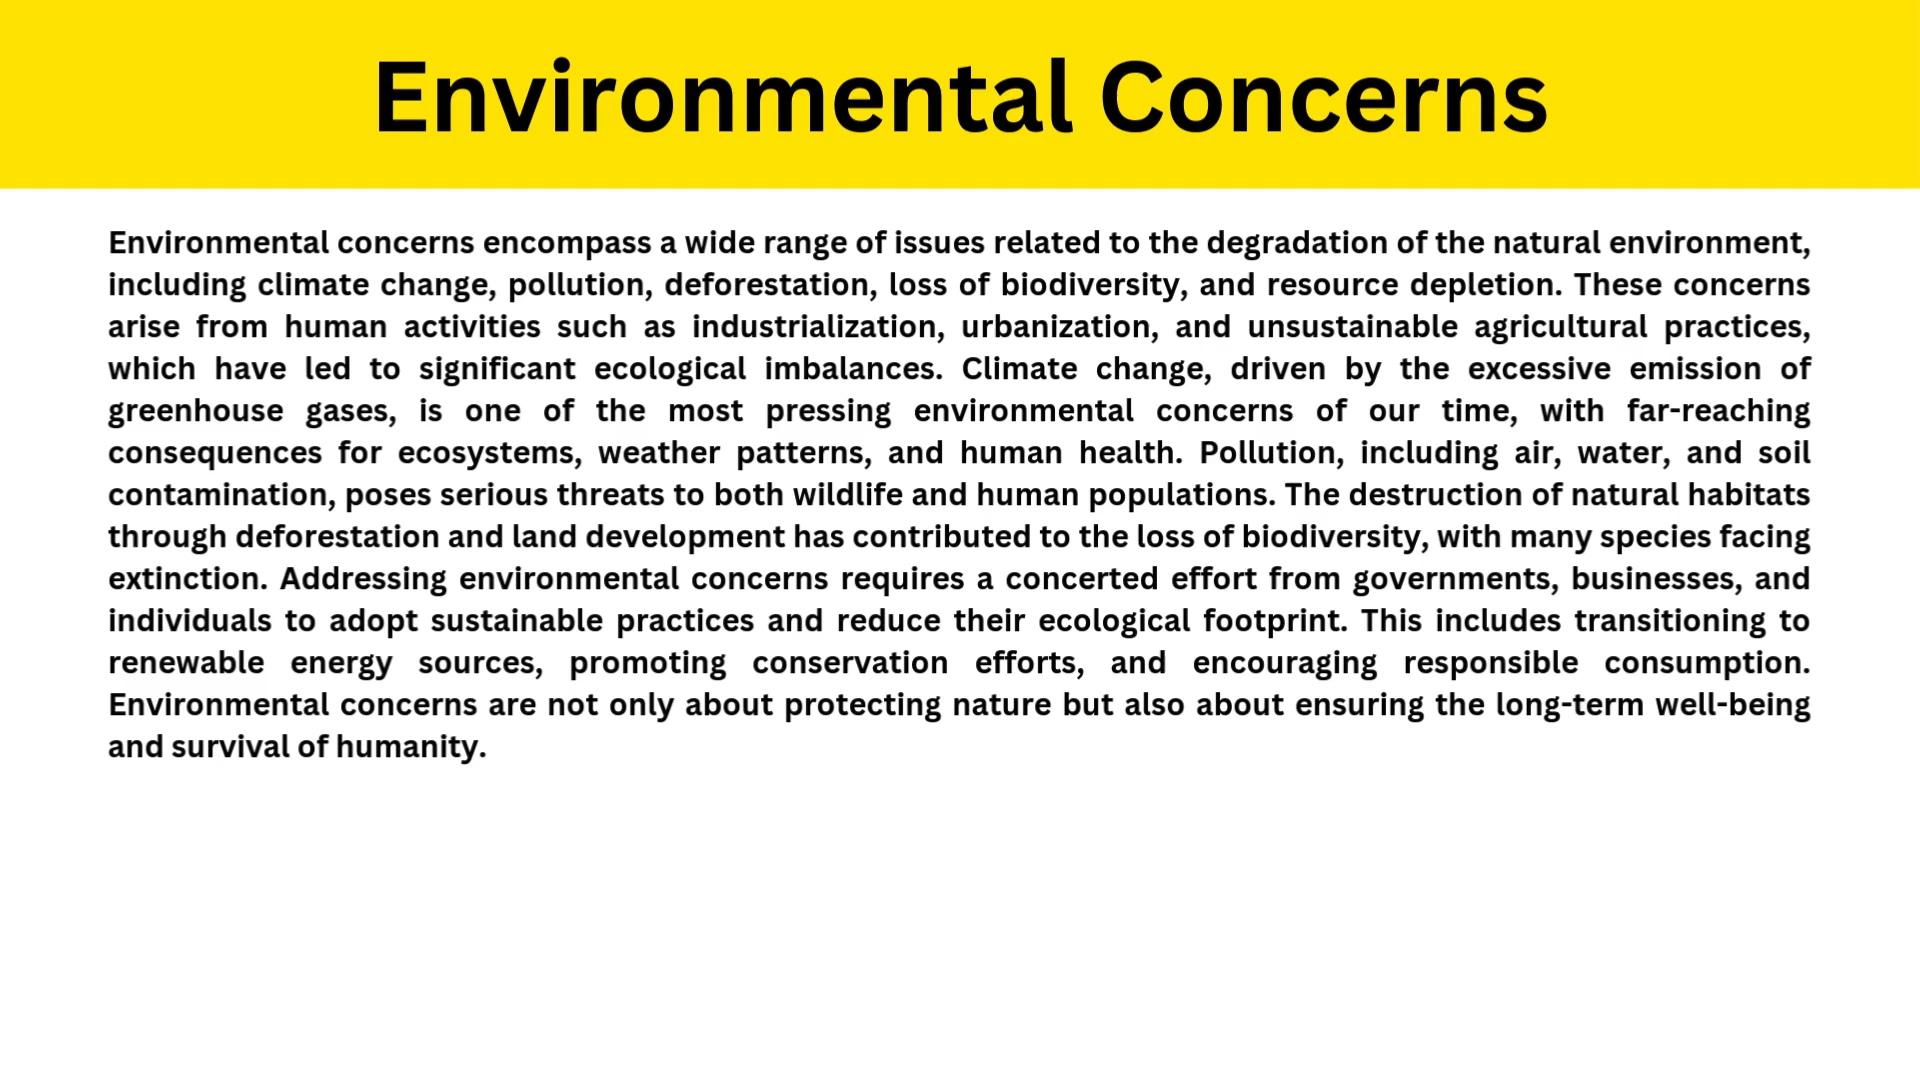 Environmental Concerns
Environmental concerns encompass a wide range of issues related to the degradation of the natural environment,
including climate change, pollution, deforestation, loss of biodiversity, and resource depletion. These concerns
arise from human activities such as industrialization, urbanization, and unsustainable agricultural practices,
which have led to significant ecological imbalances. Climate change, driven by the excessive emission of
greenhouse gases, is one of the most pressing environmental concerns of our time, with far-reaching
consequences for ecosystems, weather patterns, and human health. Pollution, including air, water, and soil
contamination, poses serious threats to both wildlife and human populations. The destruction of natural habitats
through deforestation and land development has contributed to the loss of biodiversity, with many species facing
extinction. Addressing environmental concerns requires a concerted effort from governments, businesses, and
individuals to adopt sustainable practices and reduce their ecological footprint. This includes transitioning to
renewable energy sources, promoting conservation efforts, and encouraging responsible consumption.
Environmental concerns are not only about protecting nature but also about ensuring the long-term well-being
and survival of humanity.